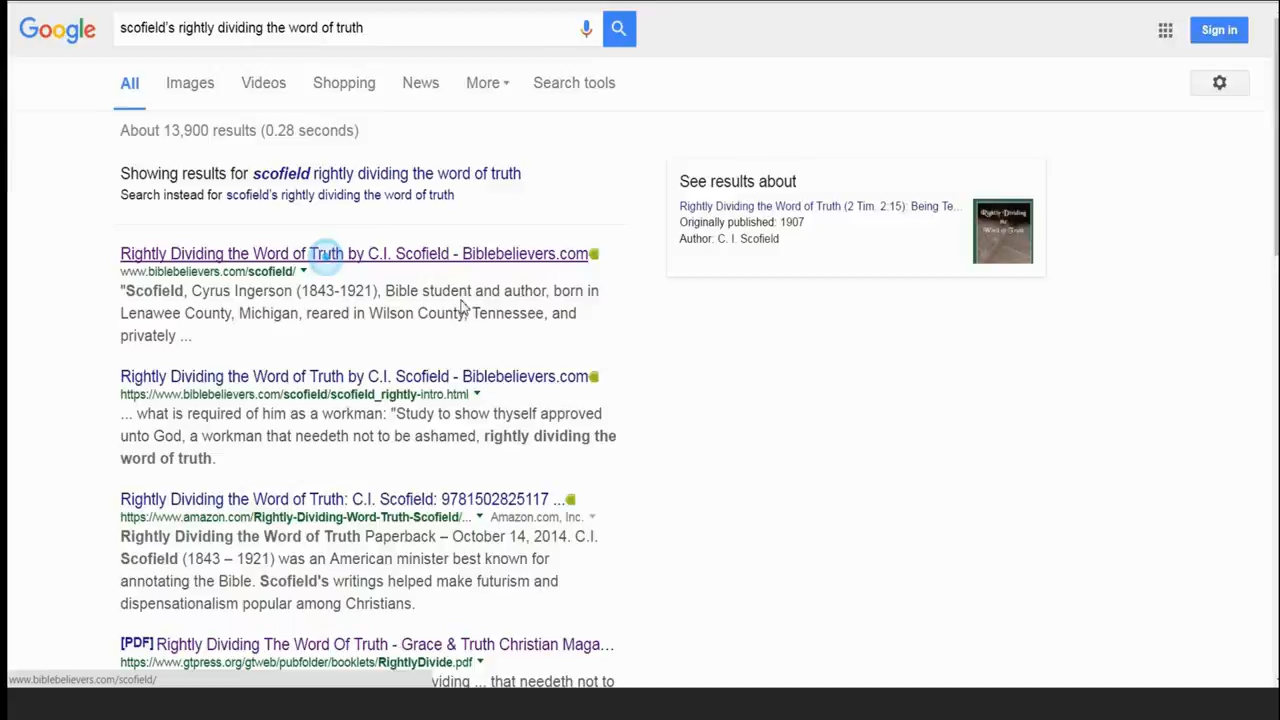 Google
scofield's rightly dividing the word of truth
Sign in
All Images Videos Shopping News More Search tools
About 13,900 results (0.28 seconds)
Showing results for scofield rightly dividing the word of truth
Search instead for scofield's rightly dividing the word of truth
Rightly Dividing the Word of Truth by C.I. Scofield - Biblebelievers.com
www.biblebelievers.com/scofield/
"Scofield, Cyrus Ingerson (1843-1921), Bible student and author, born in
Lenawee County, Michigan, reared in Wilson County, Tennessee, and
privately ...
Rightly Dividing the Word of Truth by C.I. Scofield - Biblebelievers.com
https://www.biblebelievers.com/scofield/scofield_rightly-intro.html
... what is required of him as a workman: "Study to show thyself approved
unto God, a workman that needeth not to be ashamed, rightly dividing the
word of truth.
Rightly Dividing the Word of Truth: C.I. Scofield: 9781502825117 ...
https://www.amazon.com/Rightly-Dividing-Word-Truth-Scofield/... Amazon.com, Inc.
Rightly Dividing the Word of Truth Paperback – October 14, 2014. C.I.
Scofield (1843 – 1921) was an American minister best known for
annotating the Bible. Scofield's writings helped make futurism and
dispensationalism popular among Christians.
[PDF] Rightly Dividing The Word Of Truth - Grace & Truth Christian Maga...
https://www.gtpress.org/gtweb/pubfolder/booklets/RightlyDivide.pdf
viding ... that needeth not to
www.biblebelievers.com/scofield/
See results about
Rightly Dividing the Word of Truth (2 Tim. 2:15): Being Te...
Originally published: 1907
Author: C. I. Scofield
Rightly Dividing
the
Word of Truth